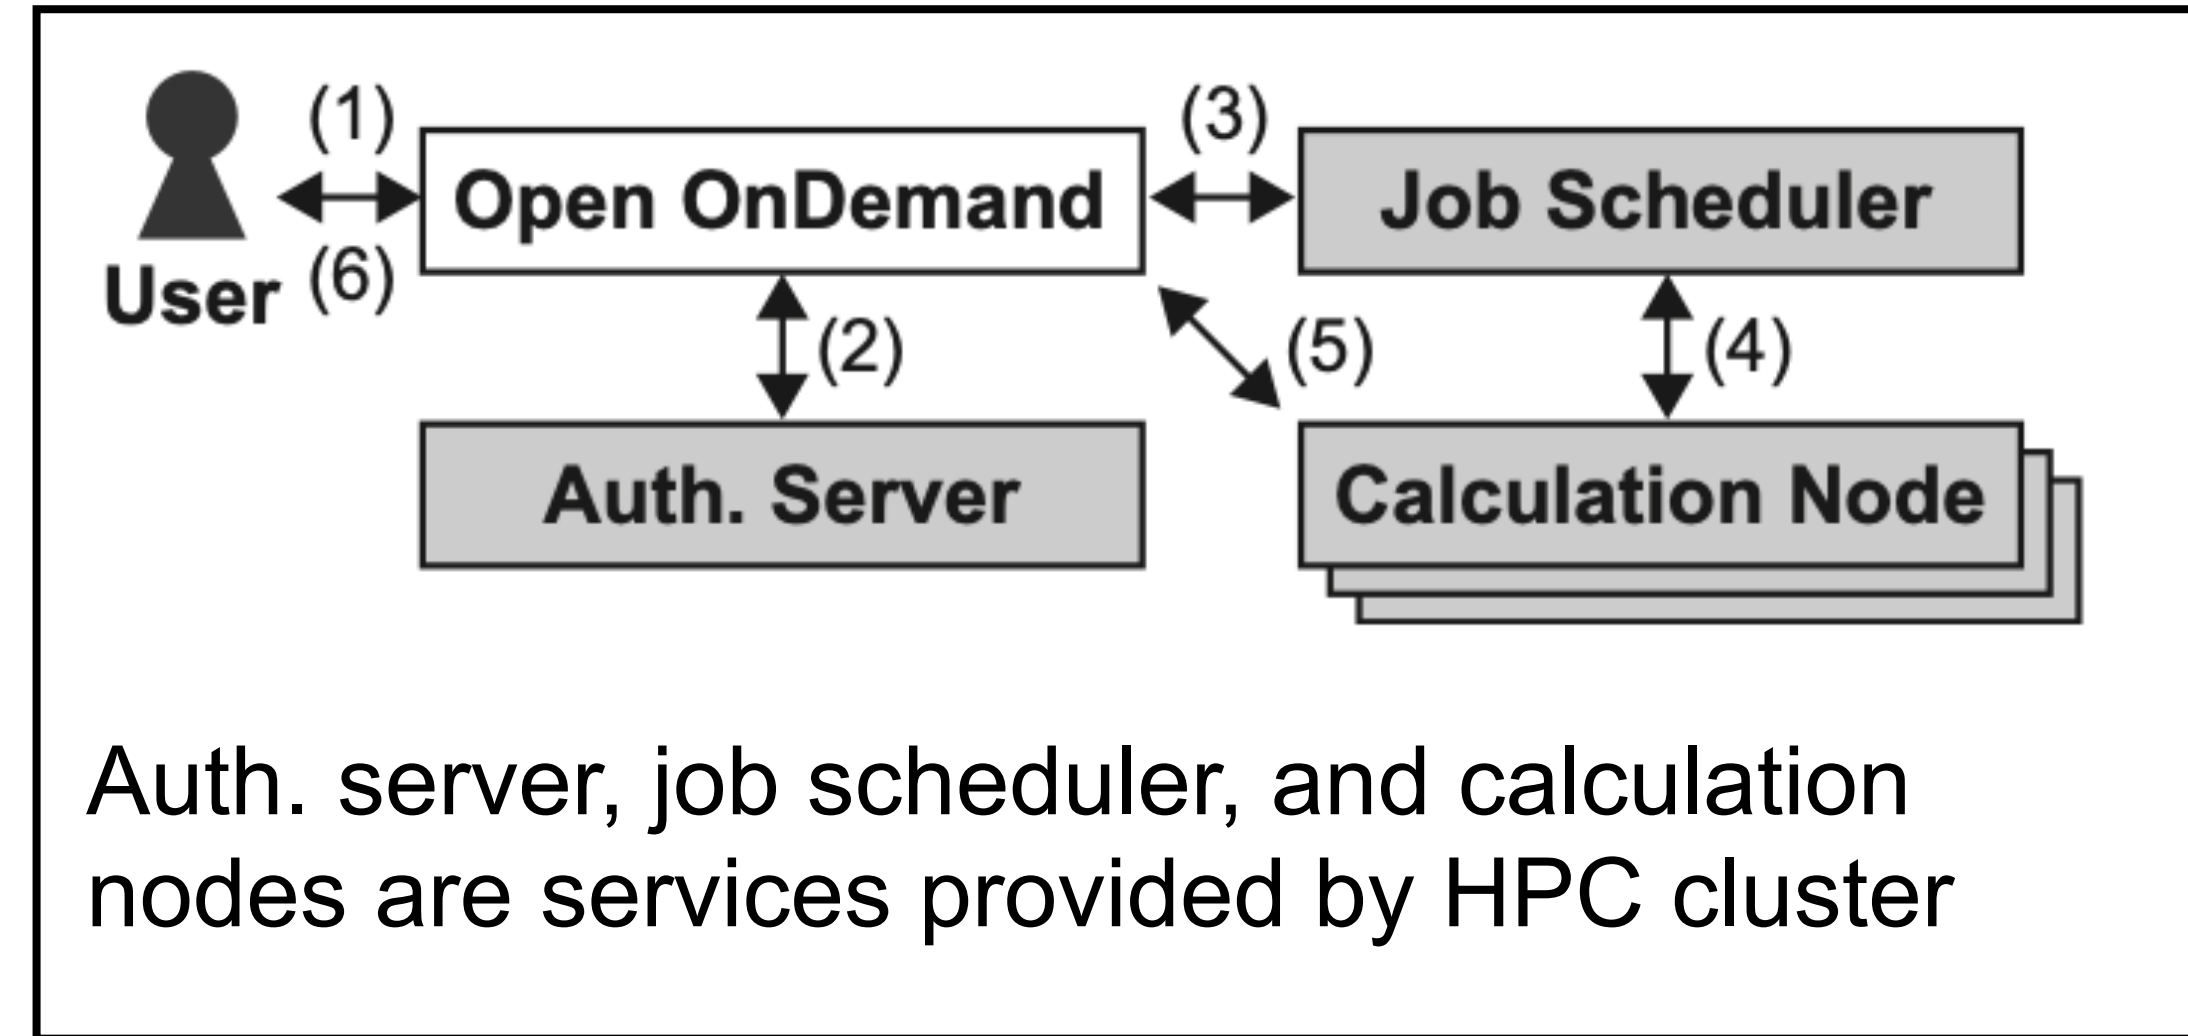 (1)
(3)
Open OnDemand
Job Scheduler
User
(6)
(2)
(5)
(4)
Auth. Server
Calculation Node
Auth. server, job scheduler, and calculation
nodes are services provided by HPC cluster